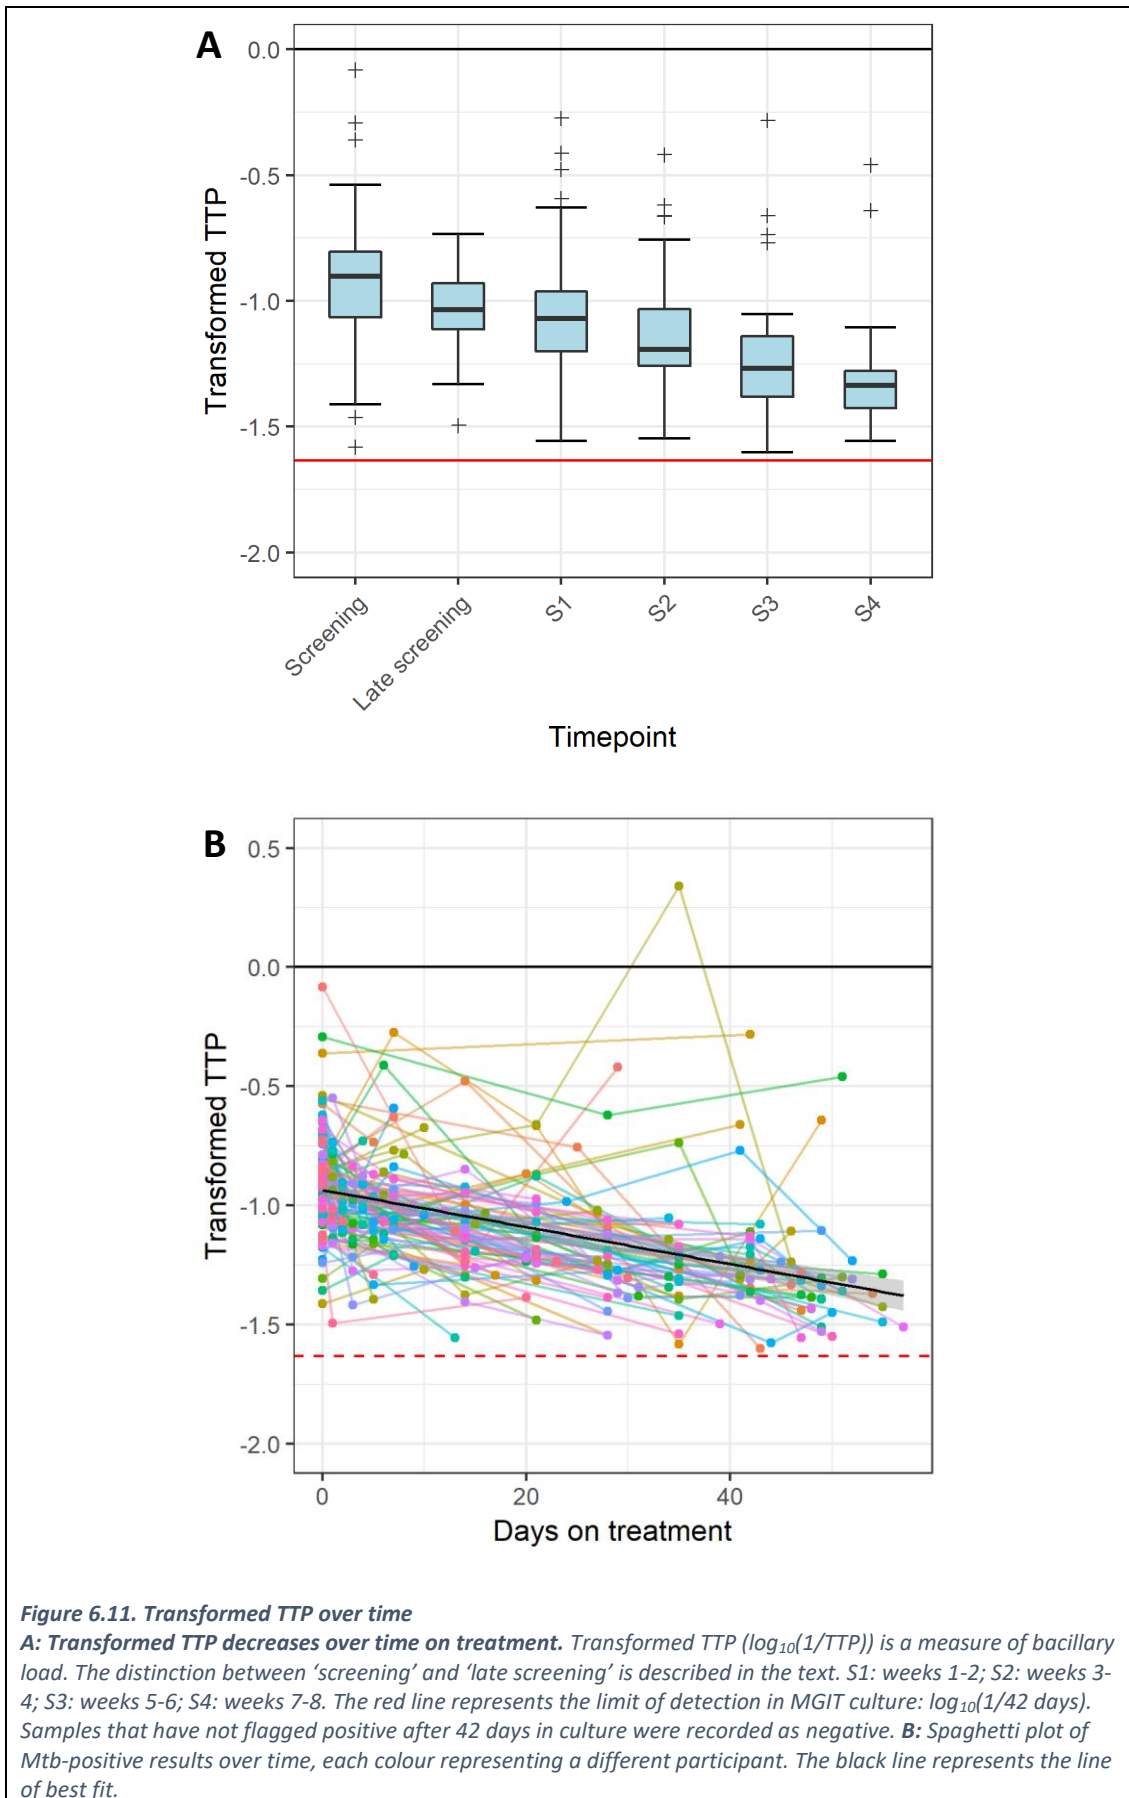 A
0.0
-0.5
-1.0
-1.5
-2.0
Transformed TTP
Screening
Late screening
S1
S2
S3
S4
Timepoint
B
0.5
0.0
-0.5
-1.0
-1.5
-2.0
Transformed TTP
0
20
40
Days on treatment
Figure 6.11. Transformed TTP over time
A: Transformed TTP decreases over time on treatment. Transformed TTP (log10(1/TTP)) is a measure of bacillary
load. The distinction between ‘screening’ and ‘late screening’ is described in the text. S1: weeks 1-2; S2: weeks 3-
4; S3: weeks 5-6; S4: weeks 7-8. The red line represents the limit of detection in MGIT culture: log10(1/42 days).
Samples that have not flagged positive after 42 days in culture were recorded as negative. B: Spaghetti plot of
Mtb-positive results over time, each colour representing a different participant. The black line represents the line
of best fit.